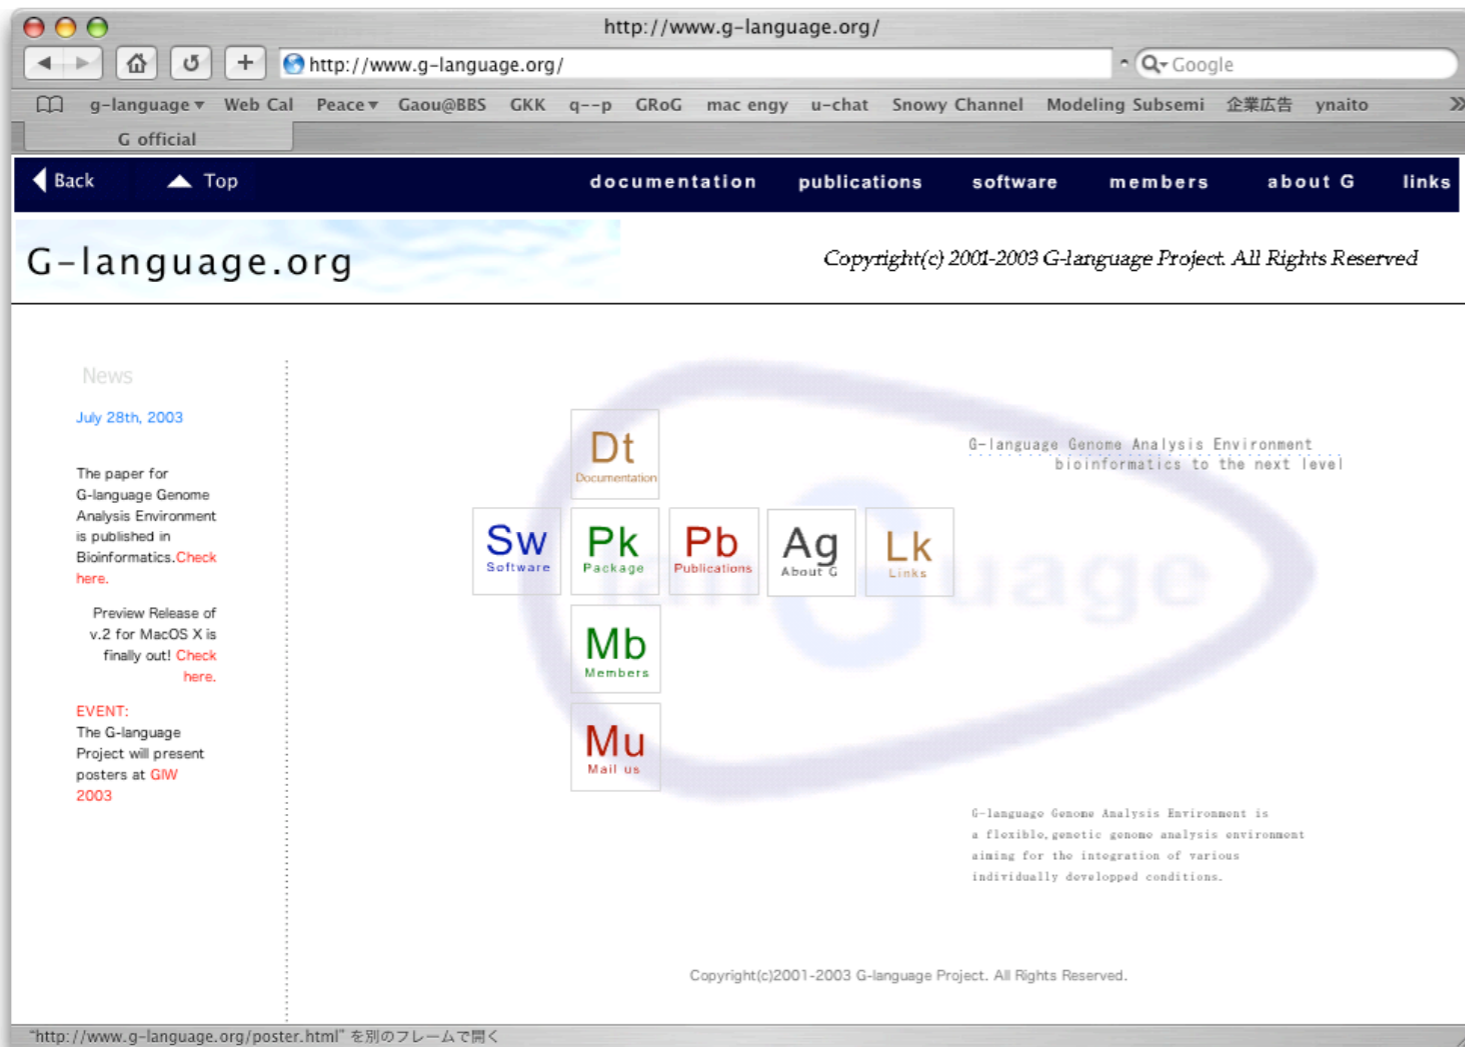 http://www.g-language.org/
http://www.g-language.org/
Google
g-language Web Cal Peace Gaou@BBS GKK q--p GRoG mac engy u-chat Snowy Channel Modeling Subsemi 企業広告 ynaito
G official
Back Top documentation publications software members about G links
G-language.org
Copyright(c) 2001-2003 G-language Project. All Rights Reserved
News
July 28th, 2003
The paper for
G-language Genome
Analysis Environment
is published in
Bioinformatics.Check
here.
Preview Release of
v.2 for MacOS X is
finally out! Check
here.
EVENT:
The G-language
Project will present
posters at GIW
2003
Dt
Documentation
Sw
Software
Pk
Package
Pb
Publications
Ag
About G
Lk
Links
Mb
Members
Mu
Mail us
language
G-language Genome Analysis Environment
bioinformatics to the next level
G-language Genome Analysis Environment is
a flexible,genetic genome analysis environment
aiming for the integration of various
individually developped conditions.
Copyright(c)2001-2003 G-language Project. All Rights Reserved.
"http://www.g-language.org/poster.html" を別のフレームで開く